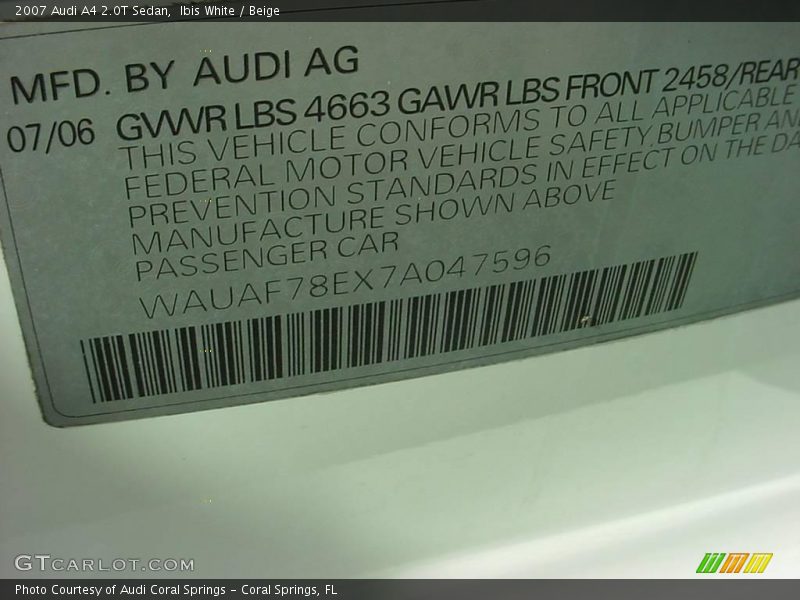 2007 Audi A4 2.0T Sedan,  Ibis White / Beige
MFD. BY AUDI AG
07/06 GVWR LBS 4663 GAWR LBS FRONT 2458/REAR
THIS VEHICLE CONFORMS TO ALL APPLICABLE
FEDERAL MOTOR VEHICLE SAFETY, BUMPER AN
PREVENTION STANDARDS IN EFFECT ON THE DA
MANUFACTURE SHOWN ABOVE
PASSENGER CAR
WAUAF78EX7A047596
GTCARLOT.COM
Photo Courtesy of Audi Coral Springs - Coral Springs, FL